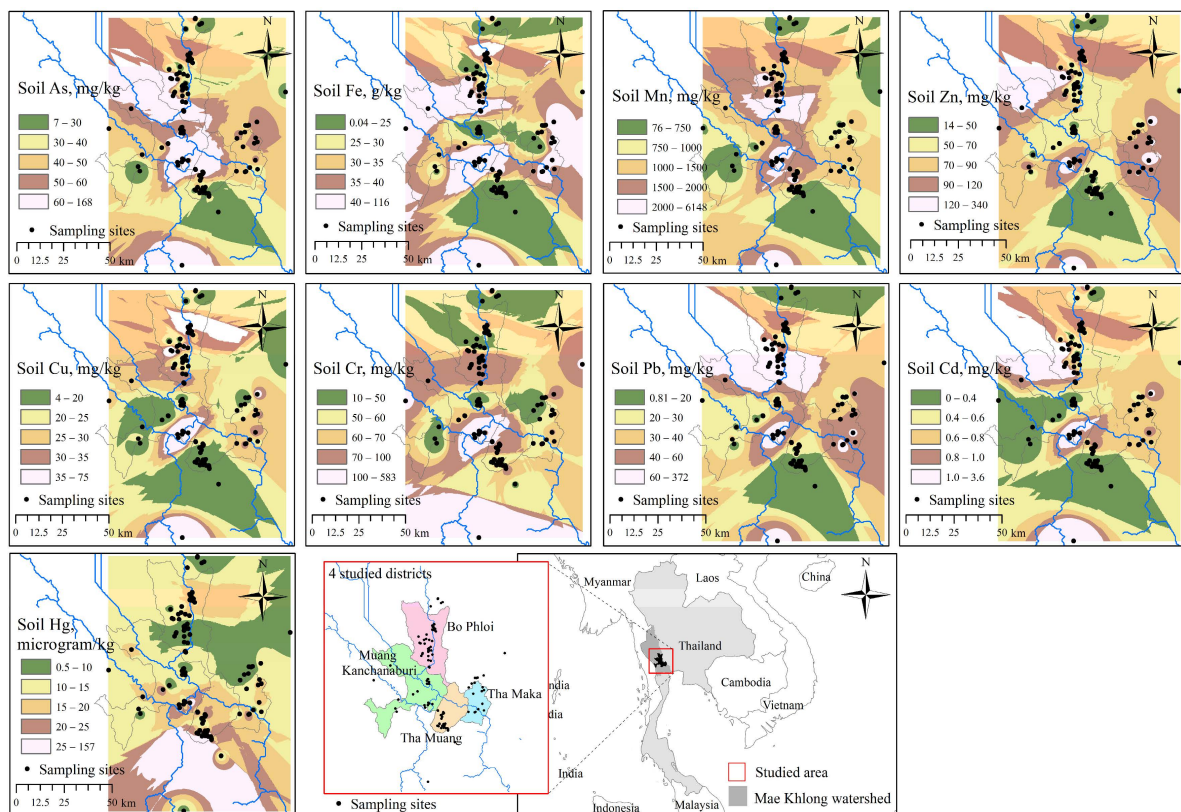 N
Soil As, mg/kg
7 – 30
30 – 40
40 – 50
50 – 60
60 – 168
Sampling sites
12.5 25 50 km
N
Soil Fe, g/kg
0.04 – 25
25 – 30
30 – 35
35 – 40
40 – 116
Sampling sites
0 12.5 25 50 km
N
Soil Mn, mg/kg
76 – 750
750 – 1000
1000 – 1500
1500 – 2000
2000 – 6148
Sampling sites
0 12.5 25 50 km
N
Soil Zn, mg/kg
14 – 50
50 – 70
70 – 90
90 – 120
120 – 340
Sampling sites
0 12.5 25 50 km
N
Soil Cu, mg/kg
4 – 20
20 – 25
25 – 30
30 – 35
35 – 75
Sampling sites
0 12.5 25 50 km
N
Soil Cr, mg/kg
10 – 50
50 – 60
60 – 70
70 – 100
100 – 583
Sampling sites
0 12.5 25 50 km
N
Soil Pb, mg/kg
0.81 – 20
20 – 30
30 – 40
40 – 60
60 – 372
Sampling sites
0 12.5 25 50 km
N
Soil Cd, mg/kg
0 – 0.4
0.4 – 0.6
0.6 – 0.8
0.8 – 1.0
1.0 – 3.6
Sampling sites
0 12.5 25 50 km
N
Soil Hg,
microgram/kg
0.5 – 10
10 – 15
15 – 20
20 – 25
25 – 157
Sampling sites
0 12.5 25 50 km
4 studied districts
Bo Phloi
Muang
Kanchanaburi
Tha Maka
Tha Muang
Sampling sites
N
Myanmar
Laos
China
Thailand
Cambodia
Vietnam
India
dia
India
Indonesia
Malaysia
Studied area
Mae Khlong watershed